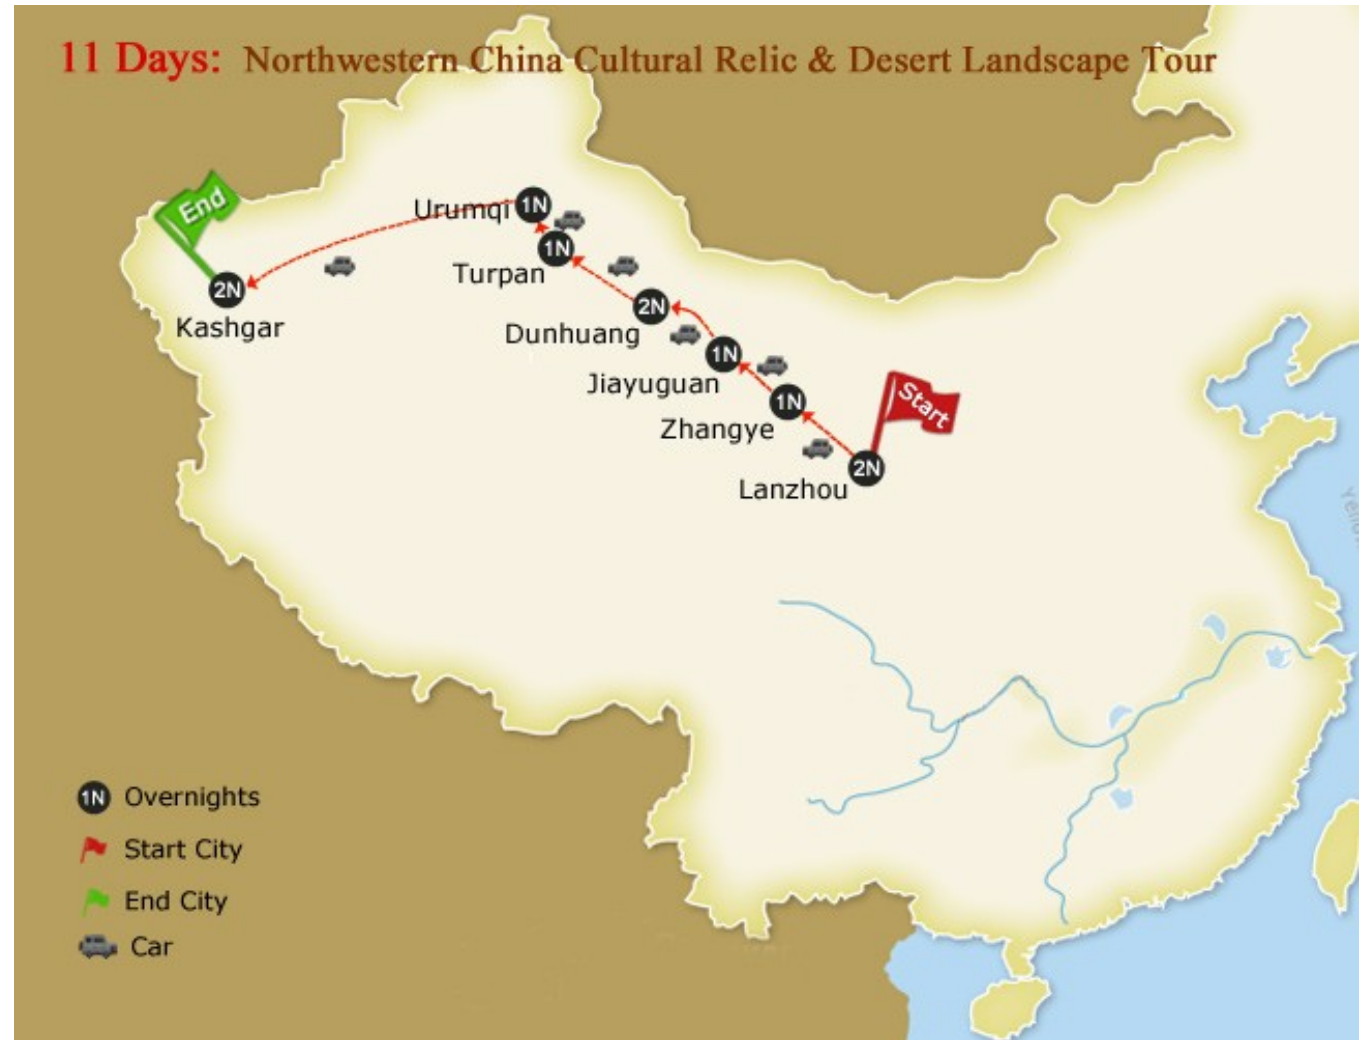 11 Days: Northwestern China Cultural Relic & Desert Landscape Tour
End
Urumqi 1N
1N
Turpan
2N
Kashgar
2N
Dunhuang
1N
Jiayuguan
Start
1N
Zhangye
2N
Lanzhou
1N Overnights
Start City
End City
Car